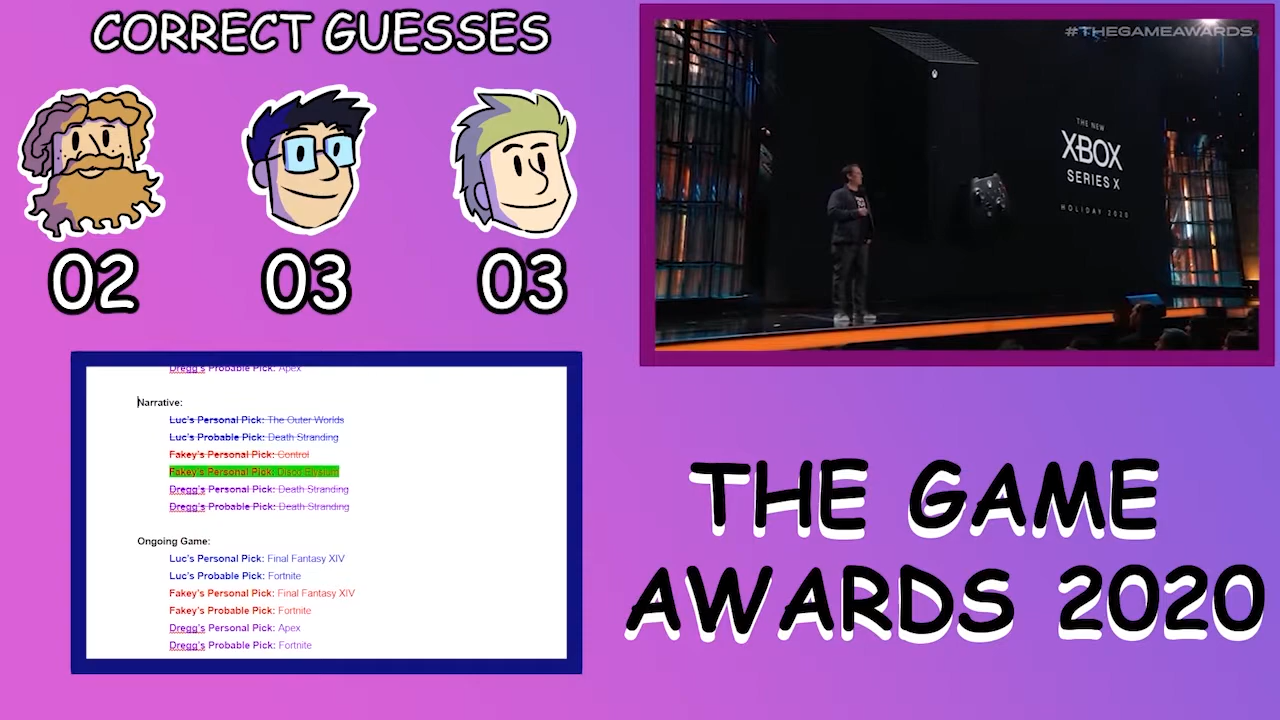 CORRECT GUESSES
02
03
03
#THEGAMEAWARDS
THE NEW
XBOX
SERIES X
HOLIDAY 2020
Dregg's Probable Pick: Apex
Narrative:
Luc's Personal Pick: The Outer Worlds
Luc's Probable Pick: Death Stranding
Fakey's Personal Pick: Control
Fakey's Personal Pick: Disco Elysium
Dregg's Personal Pick: Death Stranding
Dregg's Probable Pick: Death Stranding
Ongoing Game:
Luc's Personal Pick: Final Fantasy XIV
Luc's Probable Pick: Fortnite
Fakey's Personal Pick: Final Fantasy XIV
Fakey's Probable Pick: Fortnite
Dregg's Personal Pick: Apex
Dregg's Probable Pick: Fortnite
THE GAME
AWARDS 2020